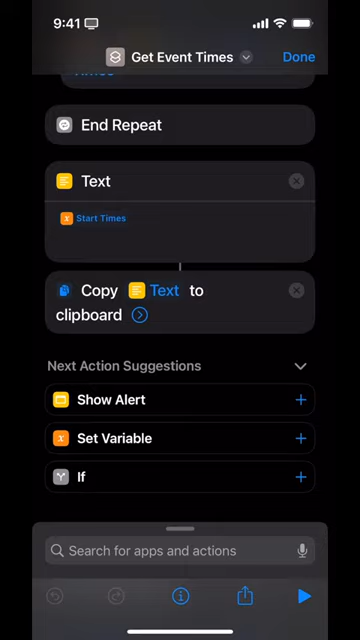 9:41
Get Event Times
Done
Times
End Repeat
Text
Start Times
Copy Text to
clipboard
Next Action Suggestions
Show Alert
Set Variable
If
Search for apps and actions